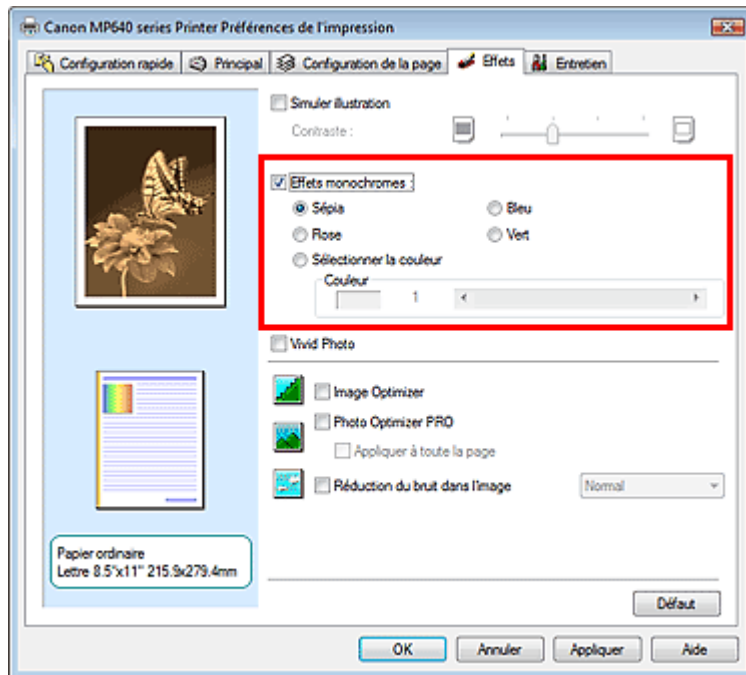 Canon MP640 series Printer Préférences de l'impression
Configuration rapide Principal Configuration de la page Effets Entretien
Simuler illustration
Contraste :
Effets monochromes :
Sépia Bleu
Rose Vert
Sélectionner la couleur
Couleur
1
Vivid Photo
Image Optimizer
Photo Optimizer PRO
Appliquer à toute la page
Réduction du bruit dans l'image Normal
Papier ordinaire
Lettre 8.5"x11" 215.9x279.4mm
Défaut
OK Annuler Appliquer Aide